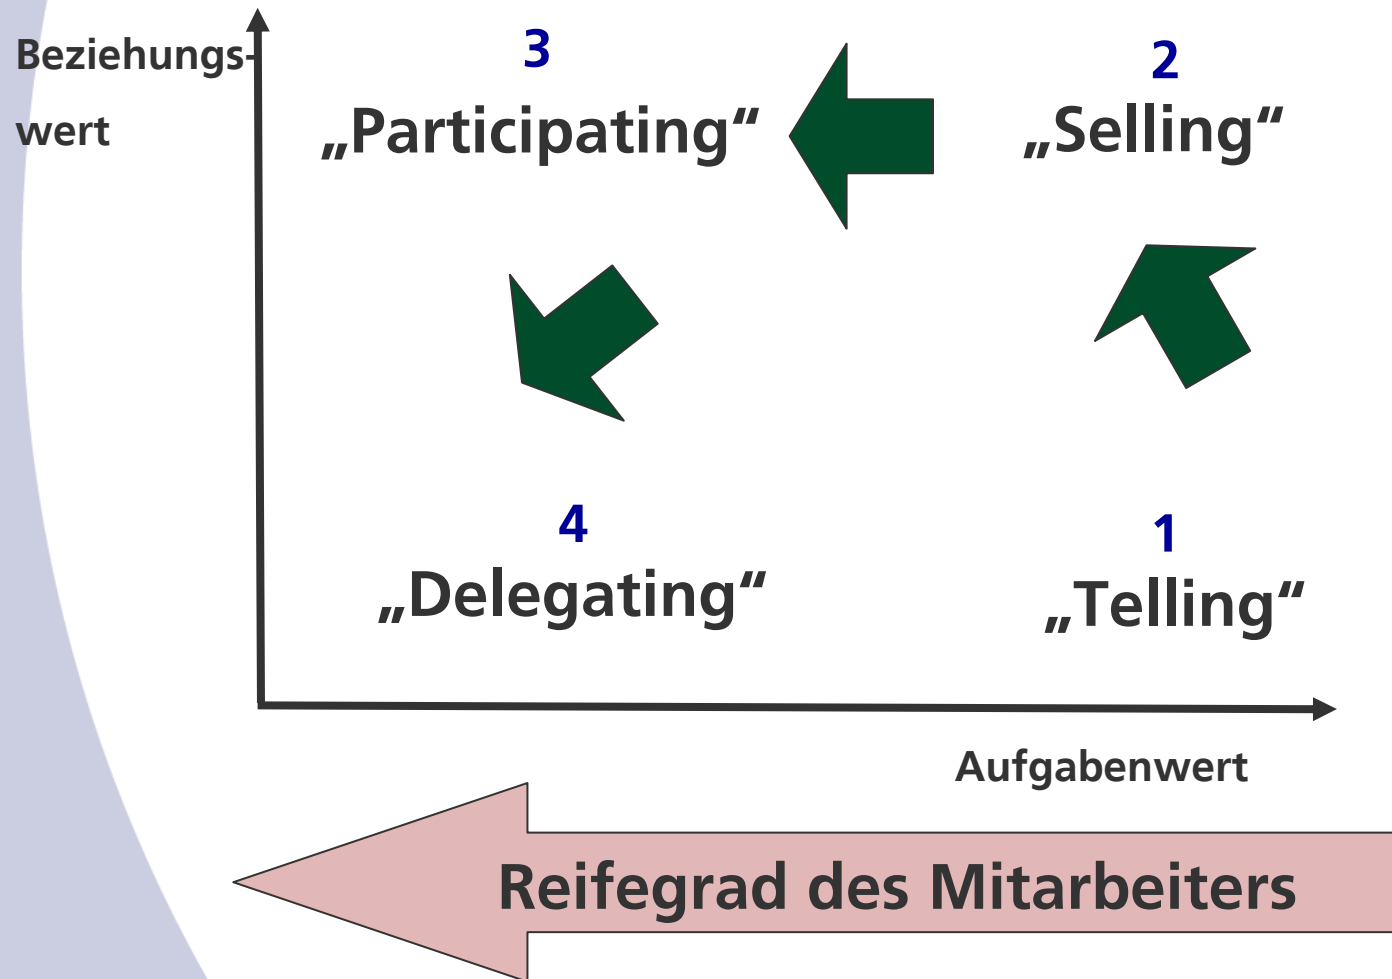 Beziehungs-
wert
3
„Participating“
2
„Selling“
4
„Delegating“
1
„Telling“
Aufgabenwert
Reifegrad des Mitarbeiters